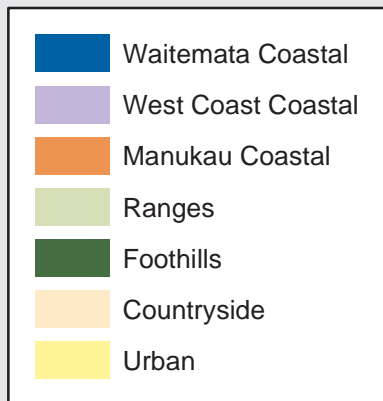 Waitemata Coastal
West Coast Coastal
Manukau Coastal
Ranges
Foothills
Countryside
Urban